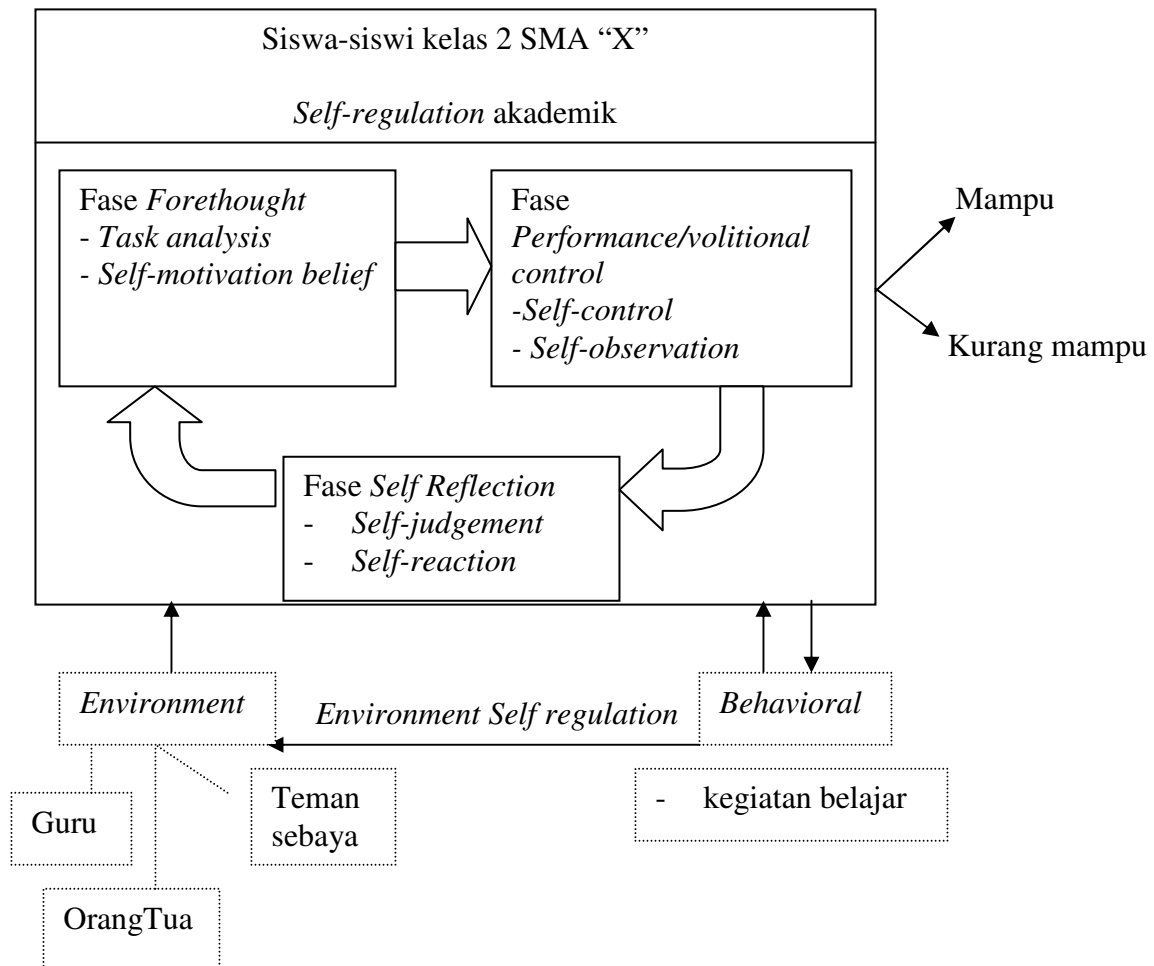 Siswa-siswi kelas 2 SMA “X”
Self-regulation akademik
Fase Forethought
- Task analysis
- Self-motivation belief
Fase
Performance/volitional
control
-Self-control
- Self-observation
Mampu
Kurang mampu
Fase Self Reflection
- Self-judgement
- Self-reaction
Environment
Environment Self regulation
Behavioral
Guru
Teman
sebaya
- kegiatan belajar
OrangTua